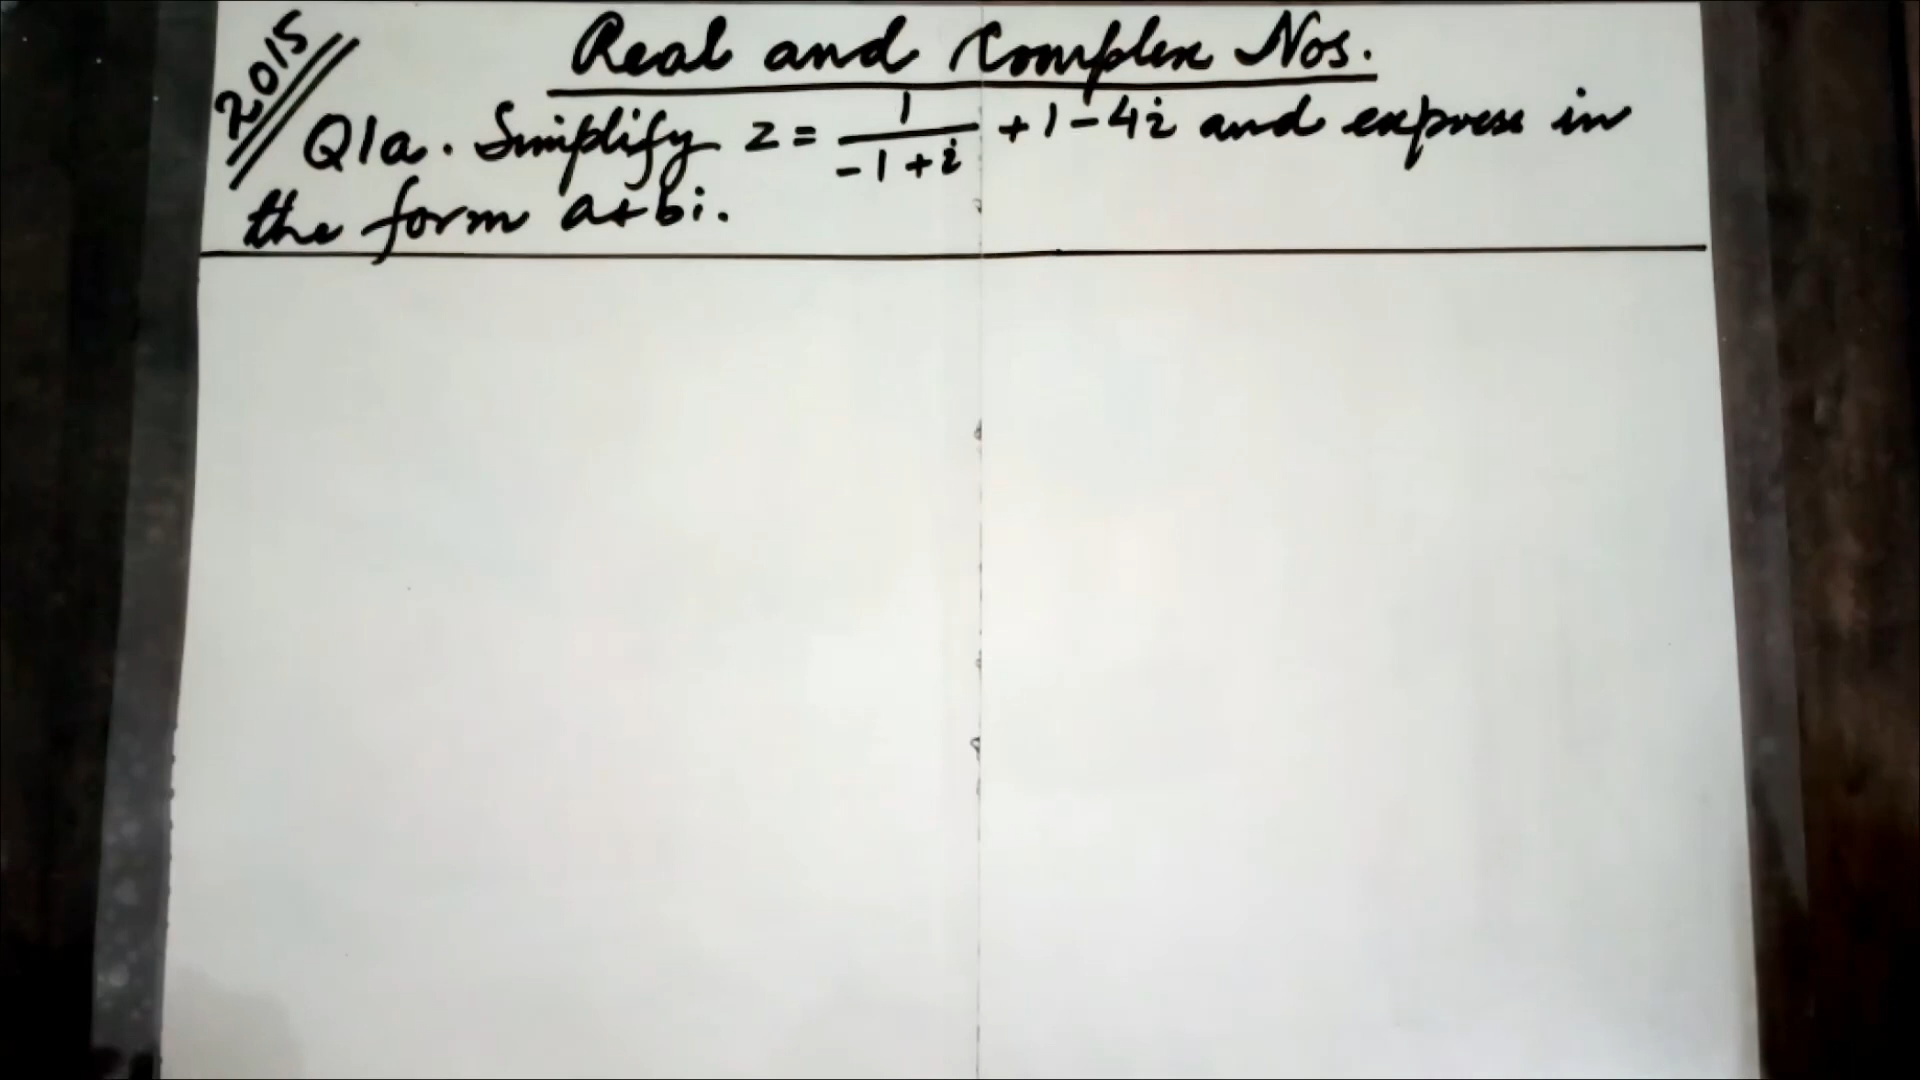 2015
Real and Complex Nos.
Q1a. Simplify z = 1/(-1+i) + 1-4i and express in
the form a+bi.